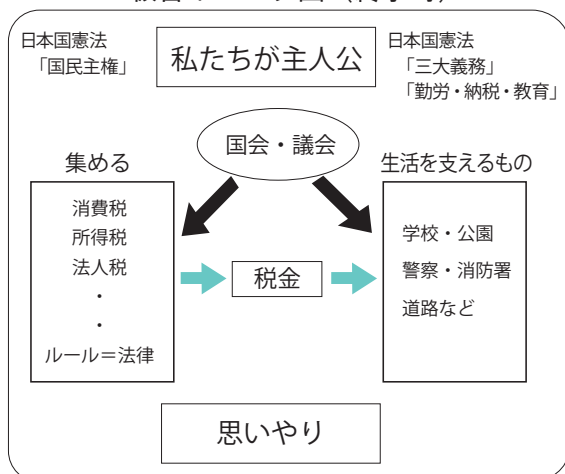 日本国憲法
「国民主権」
私たちが主人公
日本国憲法
「三大義務」
「勤労・納税・教育」
国会・議会
集める
消費税
所得税
法人税
・
・
ルール＝法律
税金
生活を支えるもの
学校・公園
警察・消防署
道路など
思いやり